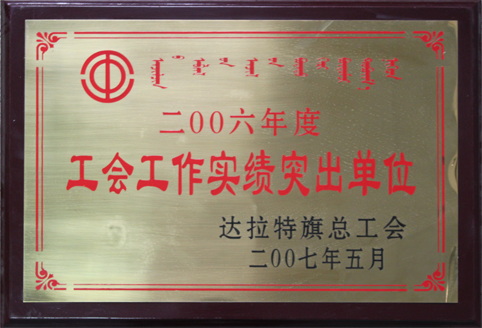 二00六年度
工会工作实绩突出单位
达拉特旗总工会
二00七年五月